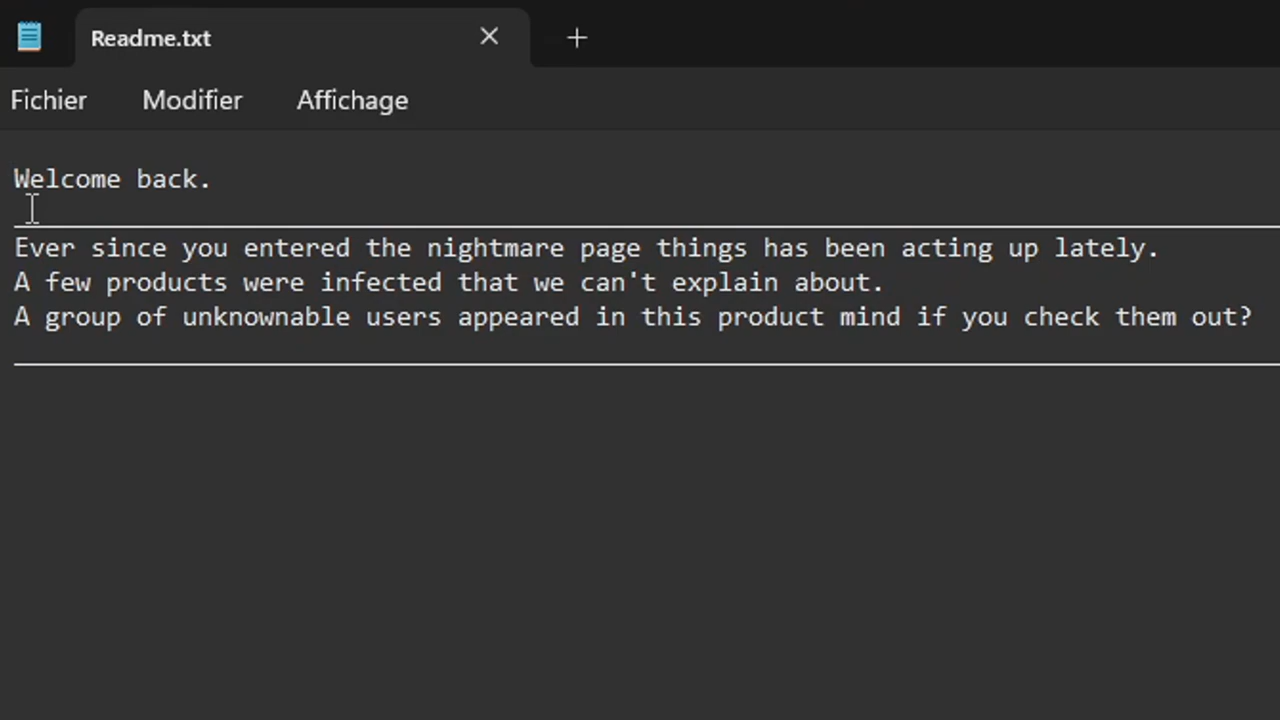 Readme.txt
Fichier Modifier Affichage
Welcome back.
Ever since you entered the nightmare page things has been acting up lately.
A few products were infected that we can't explain about.
A group of unknownable users appeared in this product mind if you check them out?